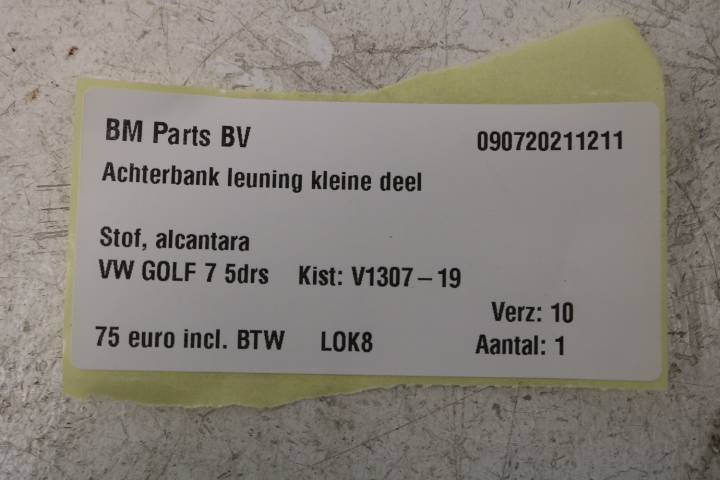 BM Parts BV 090720211211
Achterbank leuning kleine deel
Stof, alcantara
VW GOLF 7 5drs Kist: V1307-19
Verz: 10
75 euro incl. BTW LOK8 Aantal: 1